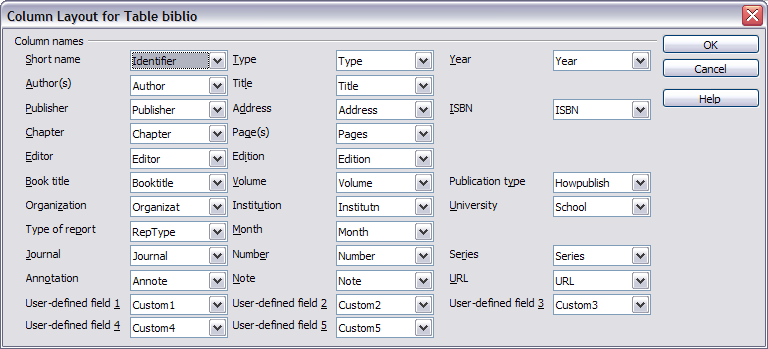 Column Layout for Table biblio
Column names
OK
Short name Identifier Type Type Year Year
Cancel
Author(s) Author Title Title
Help
Publisher Publisher Address Address ISBN ISBN
Chapter Chapter Page(s) Pages
Editor Editor Edition Edition
Book title Booktitle Volume Volume Publication type Howpublish
Organization Organizat Institution Institutn University School
Type of report RepType Month Month
Journal Journal Number Number Series Series
Annotation Annote Note Note URL URL
User-defined field 1 Custom1 User-defined field 2 Custom2 User-defined field 3 Custom3
User-defined field 4 Custom4 User-defined field 5 Custom5